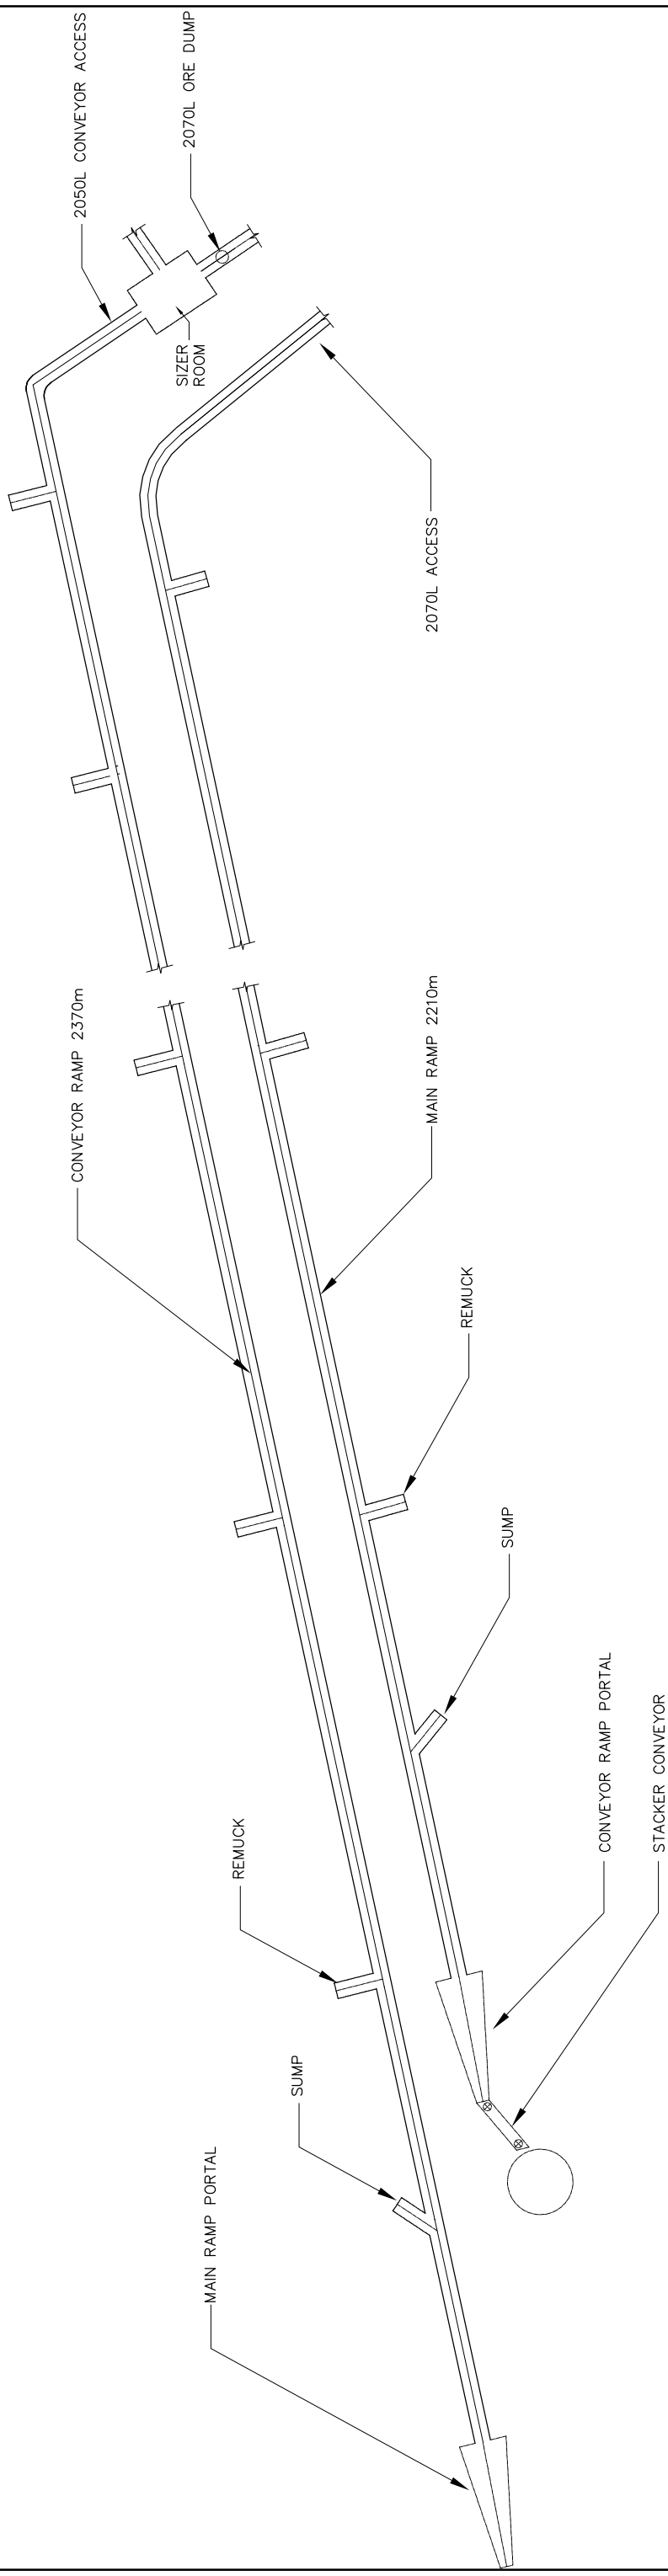 2050L CONVEYOR ACCESS
2070L ORE DUMP
SIZER
ROOM
2070L ACCESS
CONVEYOR RAMP 2370m
MAIN RAMP 2210m
REMUCK
SUMP
CONVEYOR RAMP PORTAL
STACKER CONVEYOR
REMUCK
SUMP
MAIN RAMP PORTAL